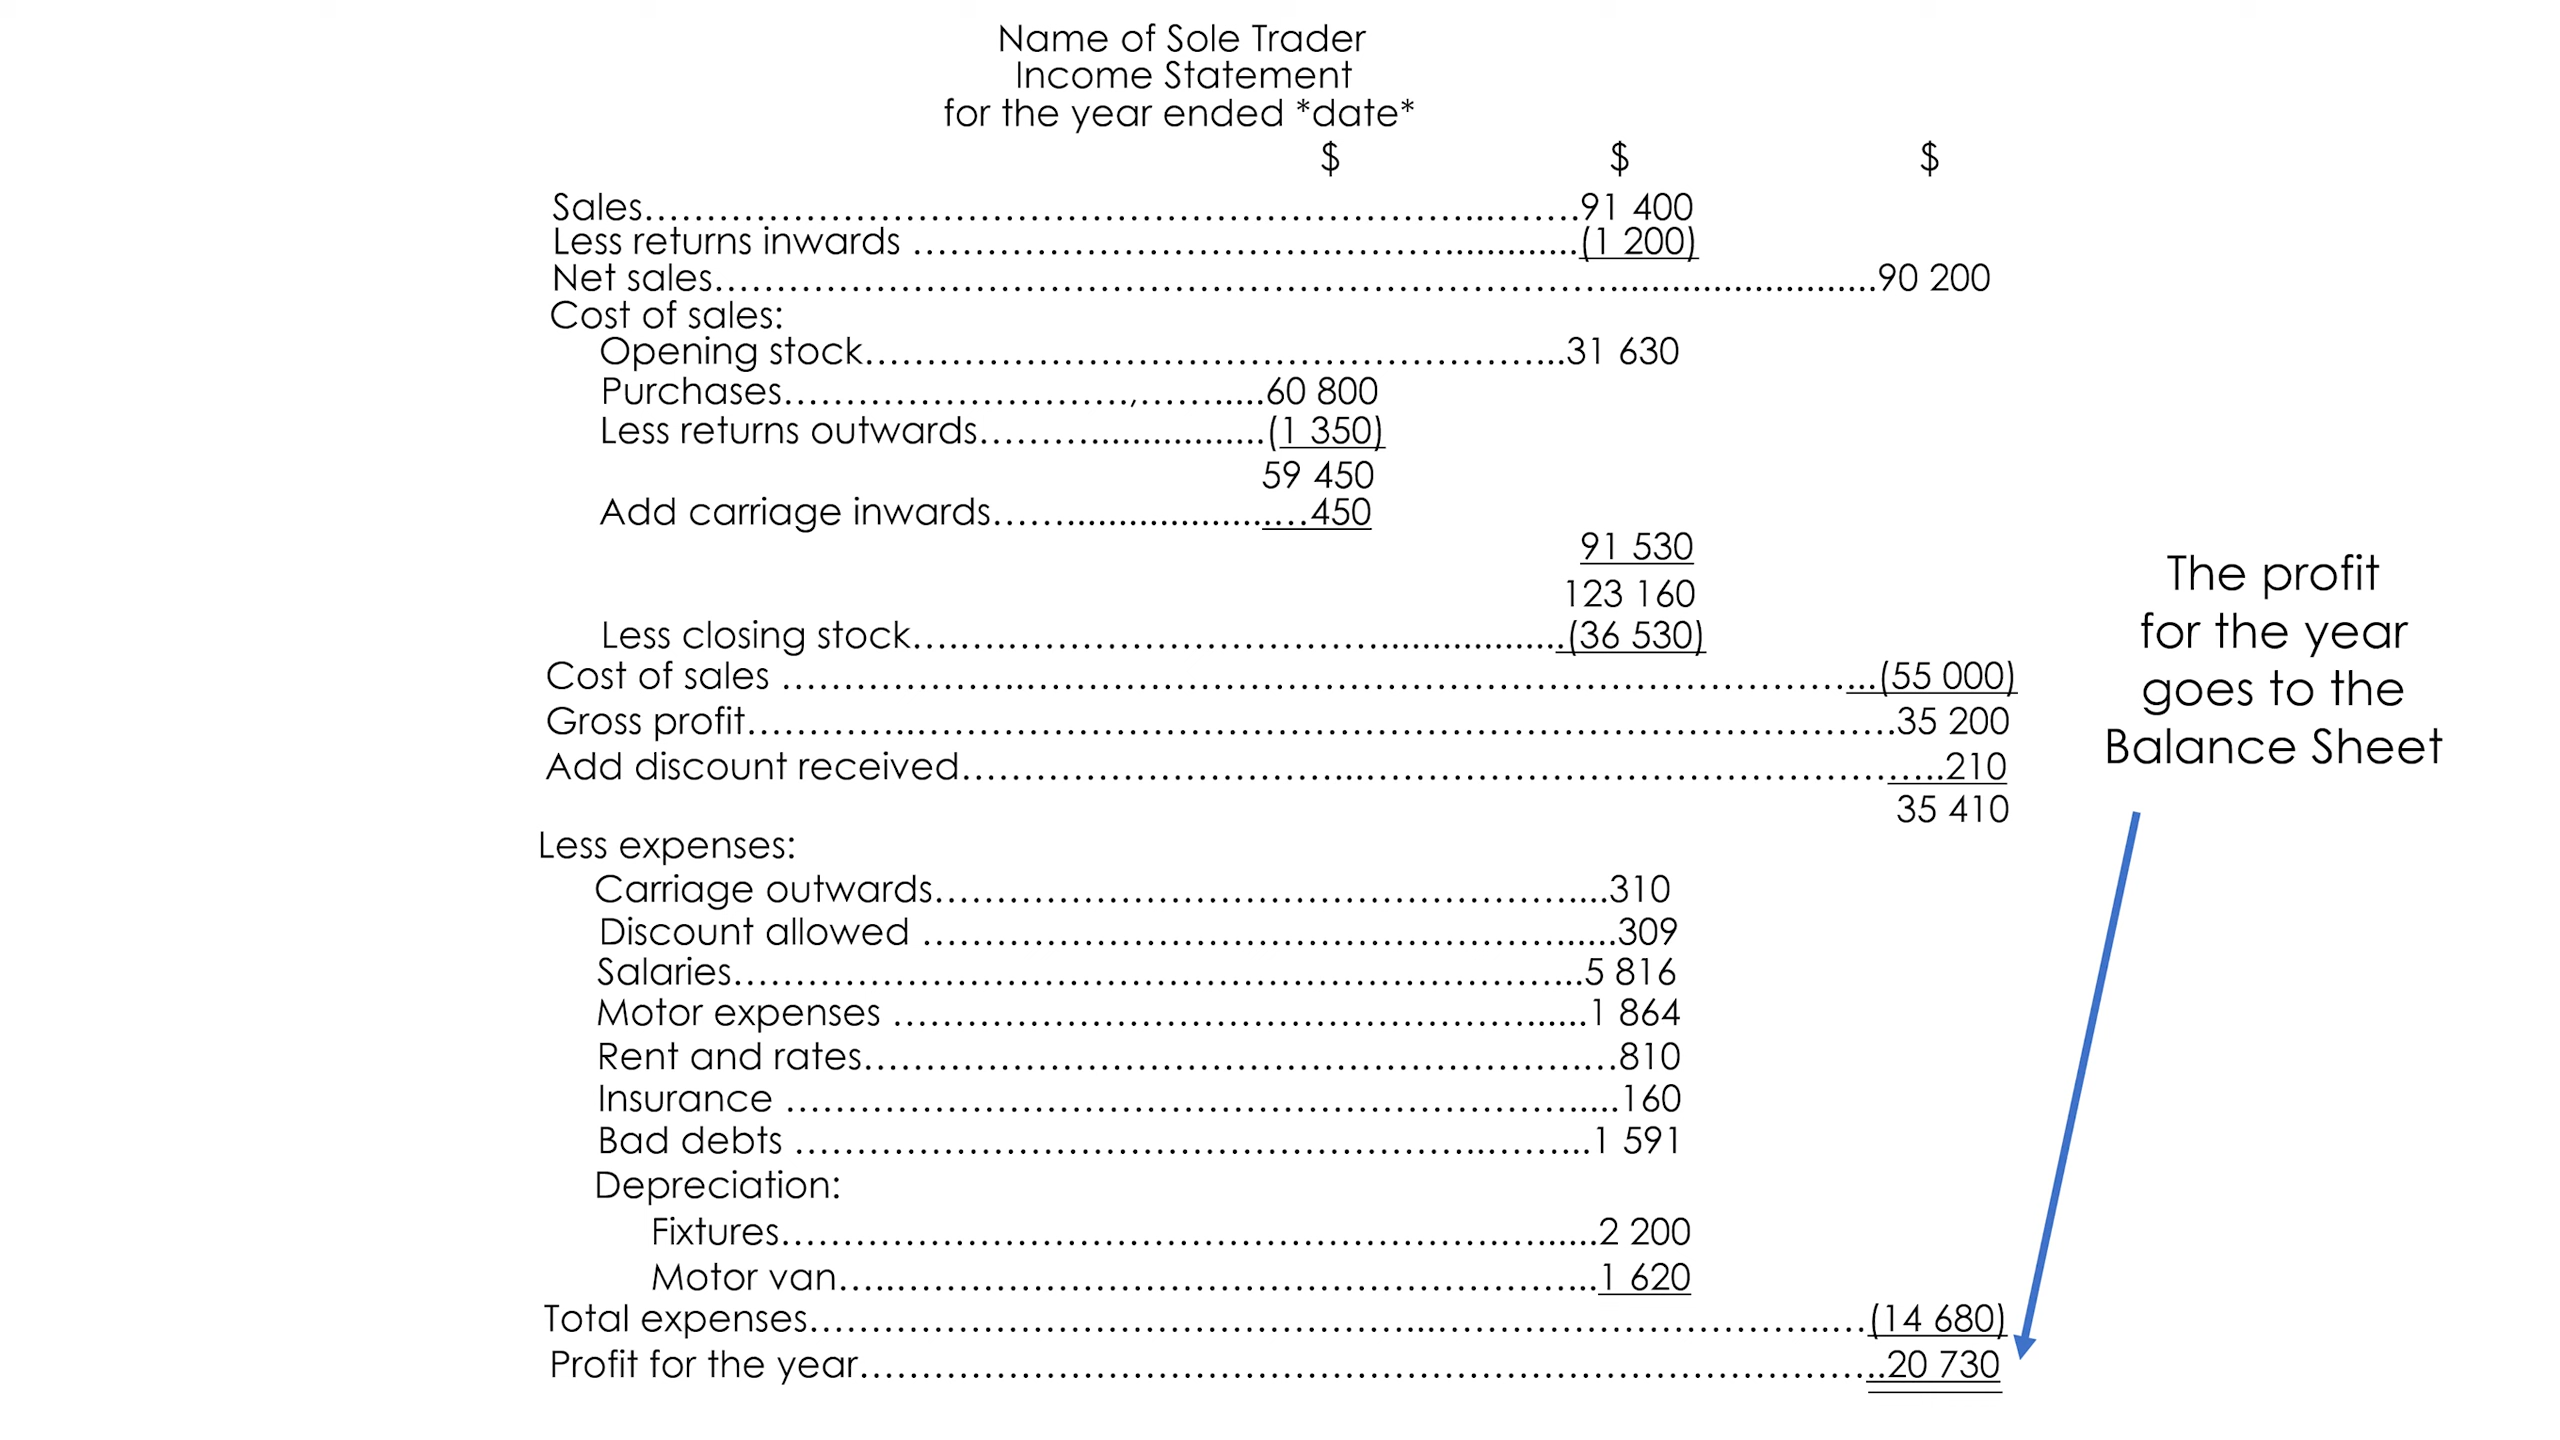 Name of Sole Trader
Income Statement
for the year ended *date*
$ $ $
Sales……………………………………………………………………...…….91 400
Less returns inwards ……………………………………………….............(1 200)
Net sales………………………………………………………………………..........................90 200
Cost of sales:
Opening stock…………………………………………………………...31 630
Purchases…………………………….,……….....60 800
Less returns outwards………..................(1 350)
59 450
Add carriage inwards……........................…450
91 530
123 160
Less closing stock…..……………………………………...................(36 530)
Cost of sales …………………..…………………………………………………………………………...(55 000)
Gross profit……………..………………………………………………………………………………….35 200
Add discount received………………………………...………………………………………………...210
35 410
Less expenses:
Carriage outwards………………………………………………………....310
Discount allowed ……………………………………………………......309
Salaries………………………………………………………………………...5 816
Motor expenses ……………………………………………………......1 864
Rent and rates……………………………………………………………...810
Insurance …………………………………………………………………......160
Bad debts ………………………………………………………..………...1 591
Depreciation:
Fixtures…………………………………………………………...…......2 200
Motor van…...……………………………………………………………...1 620
Total expenses…………………………………………...………………………………...…(14 680)
Profit for the year………………………………………………………………………………...20 730
The profit
for the year
goes to the
Balance Sheet